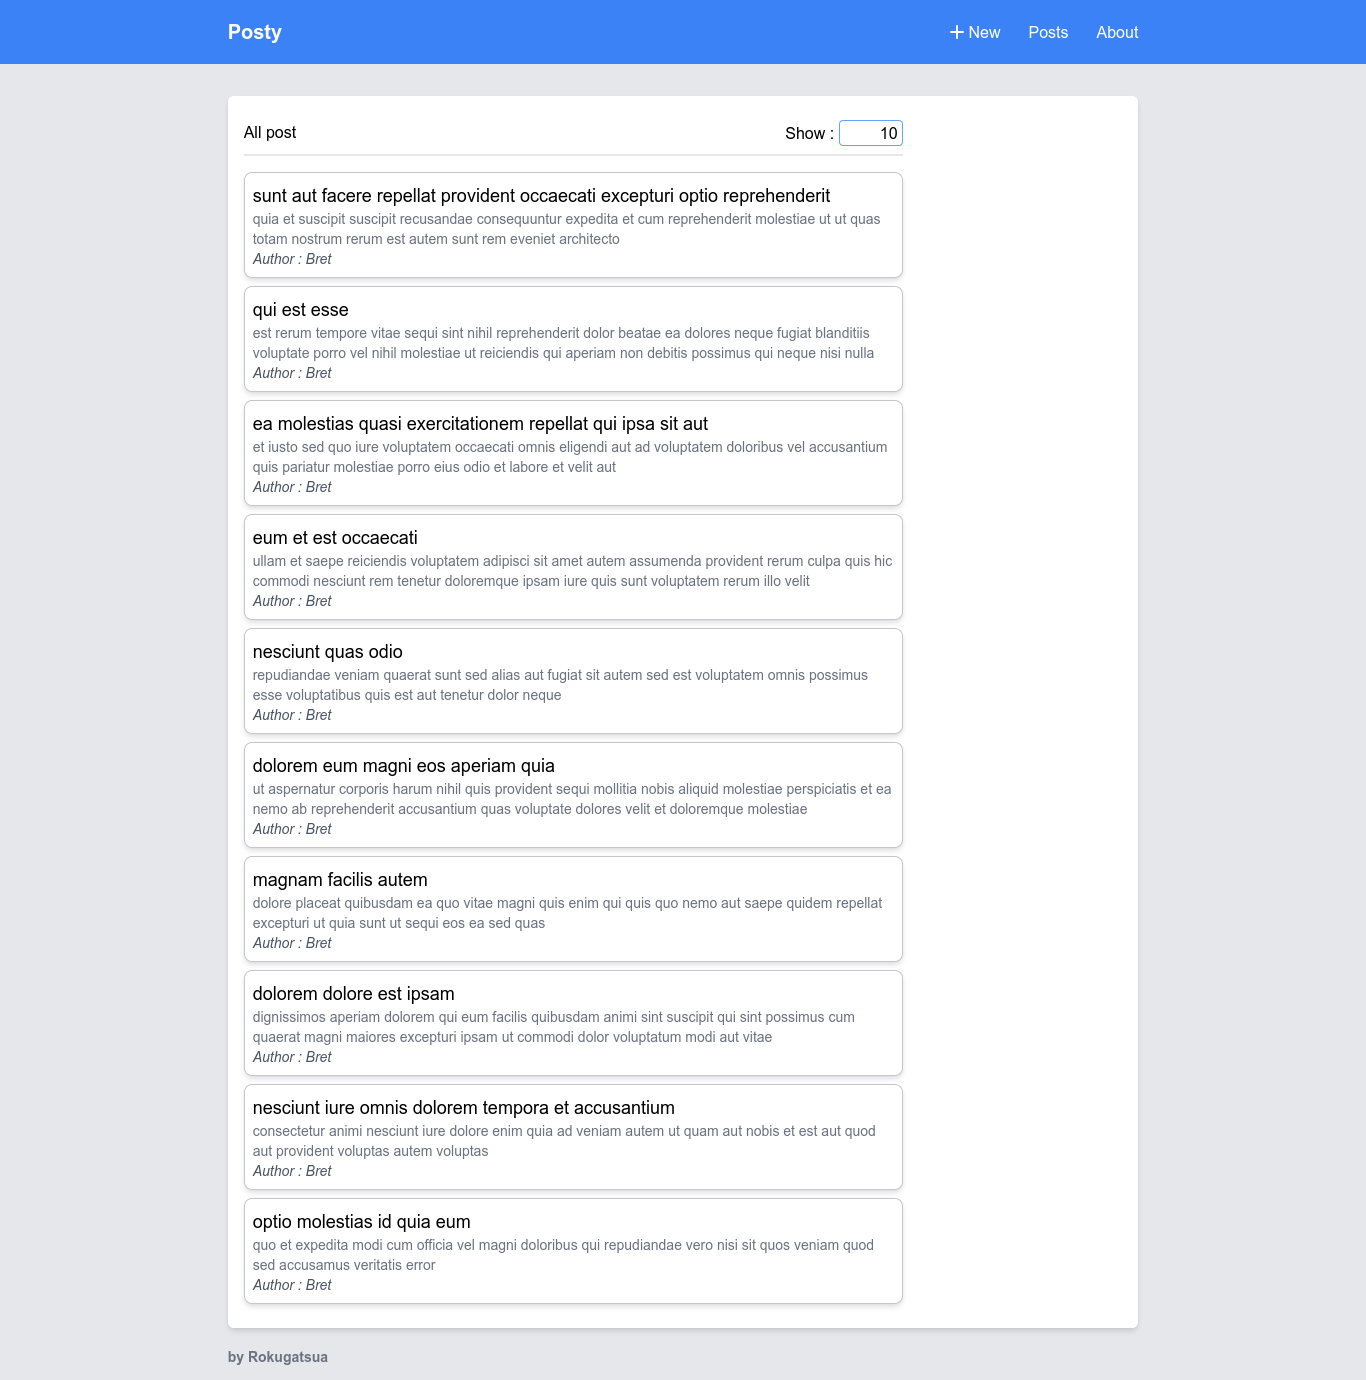 Posty
New
Posts
About
All post
Show :
10
sunt aut facere repellat provident occaecati excepturi optio reprehenderit
quia et suscipit suscipit recusandae consequuntur expedita et cum reprehenderit molestiae ut ut quas
totam nostrum rerum est autem sunt rem eveniet architecto
Author : Bret
qui est esse
est rerum tempore vitae sequi sint nihil reprehenderit dolor beatae ea dolores neque fugiat blanditiis
voluptate porro vel nihil molestiae ut reiciendis qui aperiam non debitis possimus qui neque nisi nulla
Author : Bret
ea molestias quasi exercitationem repellat qui ipsa sit aut
et iusto sed quo iure voluptatem occaecati omnis eligendi aut ad voluptatem doloribus vel accusantium
quis pariatur molestiae porro eius odio et labore et velit aut
Author : Bret
eum et est occaecati
ullam et saepe reiciendis voluptatem adipisci sit amet autem assumenda provident rerum culpa quis hic
commodi nesciunt rem tenetur doloremque ipsam iure quis sunt voluptatem rerum illo velit
Author : Bret
nesciunt quas odio
repudiandae veniam quaerat sunt sed alias aut fugiat sit autem sed est voluptatem omnis possimus
esse voluptatibus quis est aut tenetur dolor neque
Author : Bret
dolorem eum magni eos aperiam quia
ut aspernatur corporis harum nihil quis provident sequi mollitia nobis aliquid molestiae perspiciatis et ea
nemo ab reprehenderit accusantium quas voluptate dolores velit et doloremque molestiae
Author : Bret
magnam facilis autem
dolore placeat quibusdam ea quo vitae magni quis enim qui quis quo nemo aut saepe quidem repellat
excepturi ut quia sunt ut sequi eos ea sed quas
Author : Bret
dolorem dolore est ipsam
dignissimos aperiam dolorem qui eum facilis quibusdam animi sint suscipit qui sint possimus cum
quaerat magni maiores excepturi ipsam ut commodi dolor voluptatum modi aut vitae
Author : Bret
nesciunt iure omnis dolorem tempora et accusantium
consectetur animi nesciunt iure dolore enim quia ad veniam autem ut quam aut nobis et est aut quod
aut provident voluptas autem voluptas
Author : Bret
optio molestias id quia eum
quo et expedita modi cum officia vel magni doloribus qui repudiandae vero nisi sit quos veniam quod
sed accusamus veritatis error
Author : Bret
by Rokugatsua